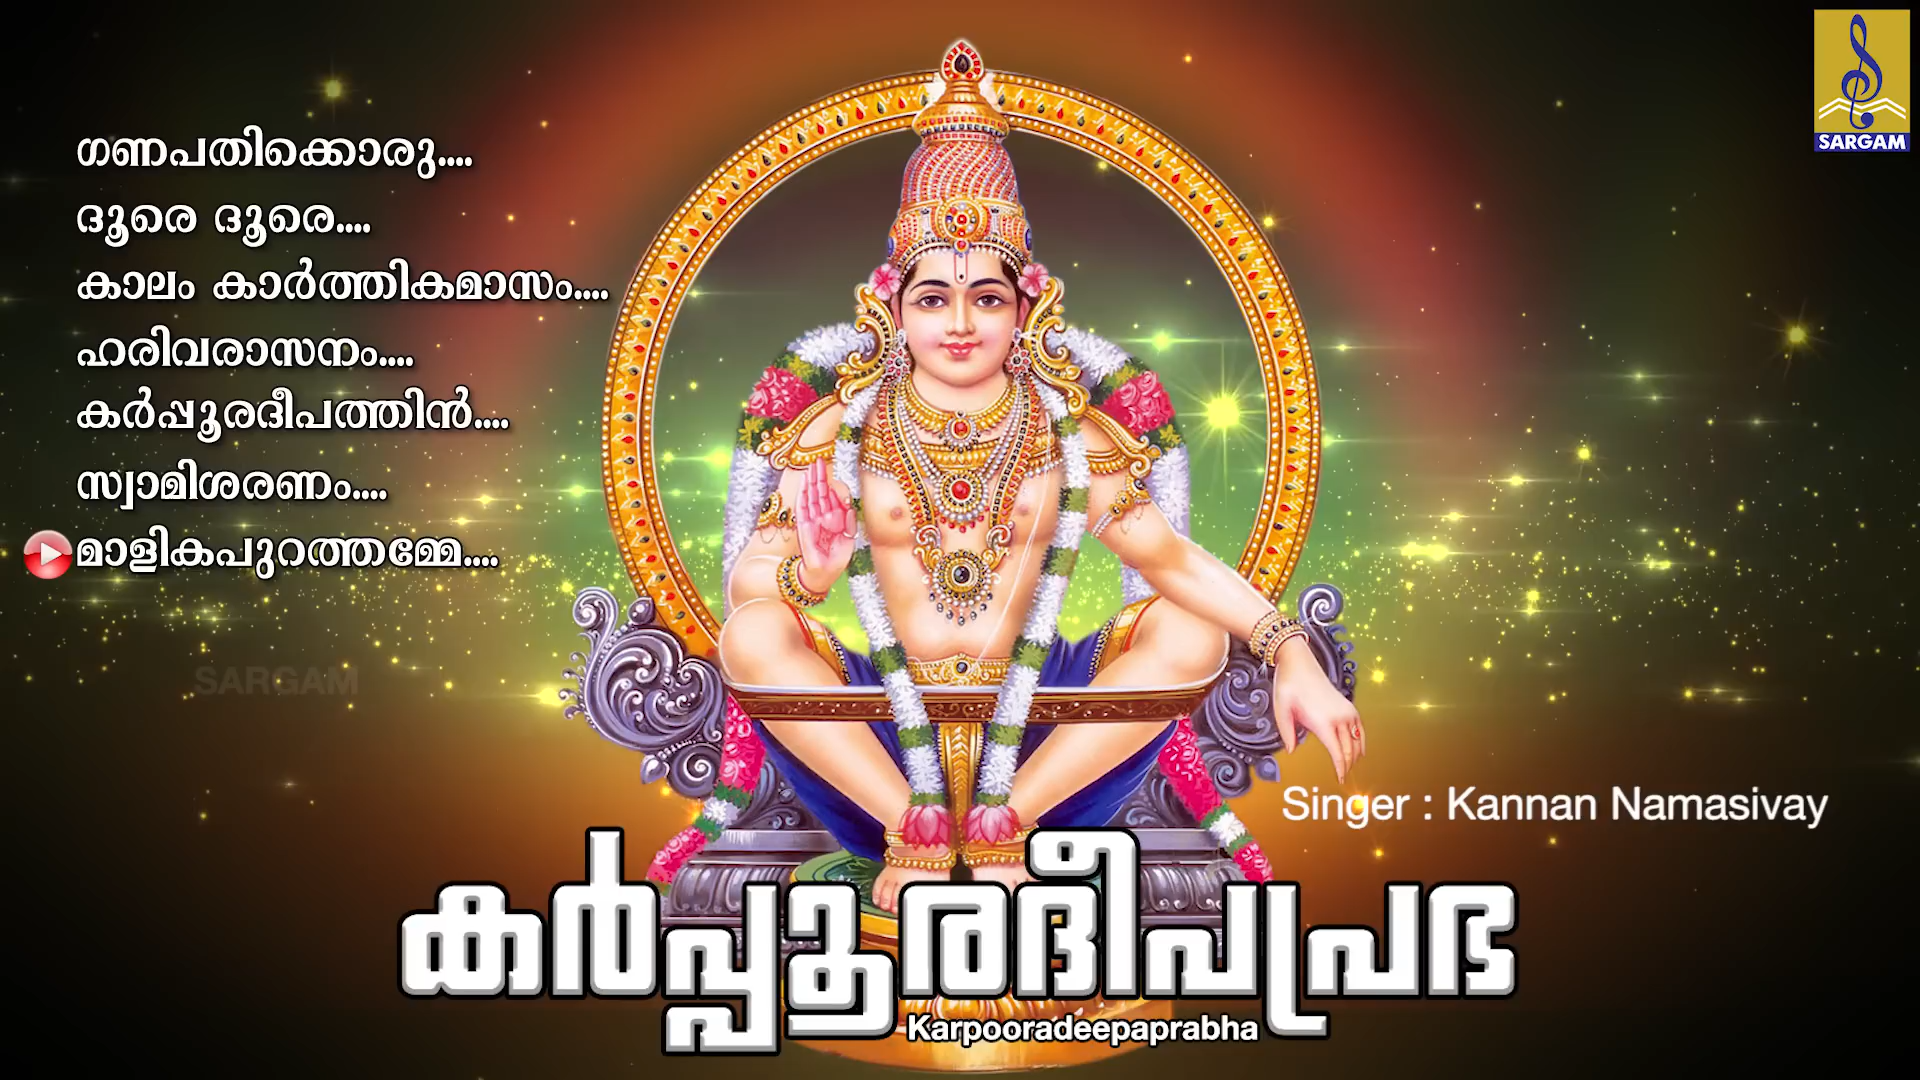 SARGAM
ഗണപതിക്കൊരു....
ദൂരെ ദൂരെ....
കാലം കാർത്തികമാസം....
ഹരിവരാസനം....
കർപ്പൂരദീപത്തിൻ....
സ്വാമിശരണം....
മാളികപുറത്തമ്മേ....
SARGAM
Singer : Kannan Namasivay
കർപ്പൂരദീപപ്രഭ
Karpooradeepaprabha